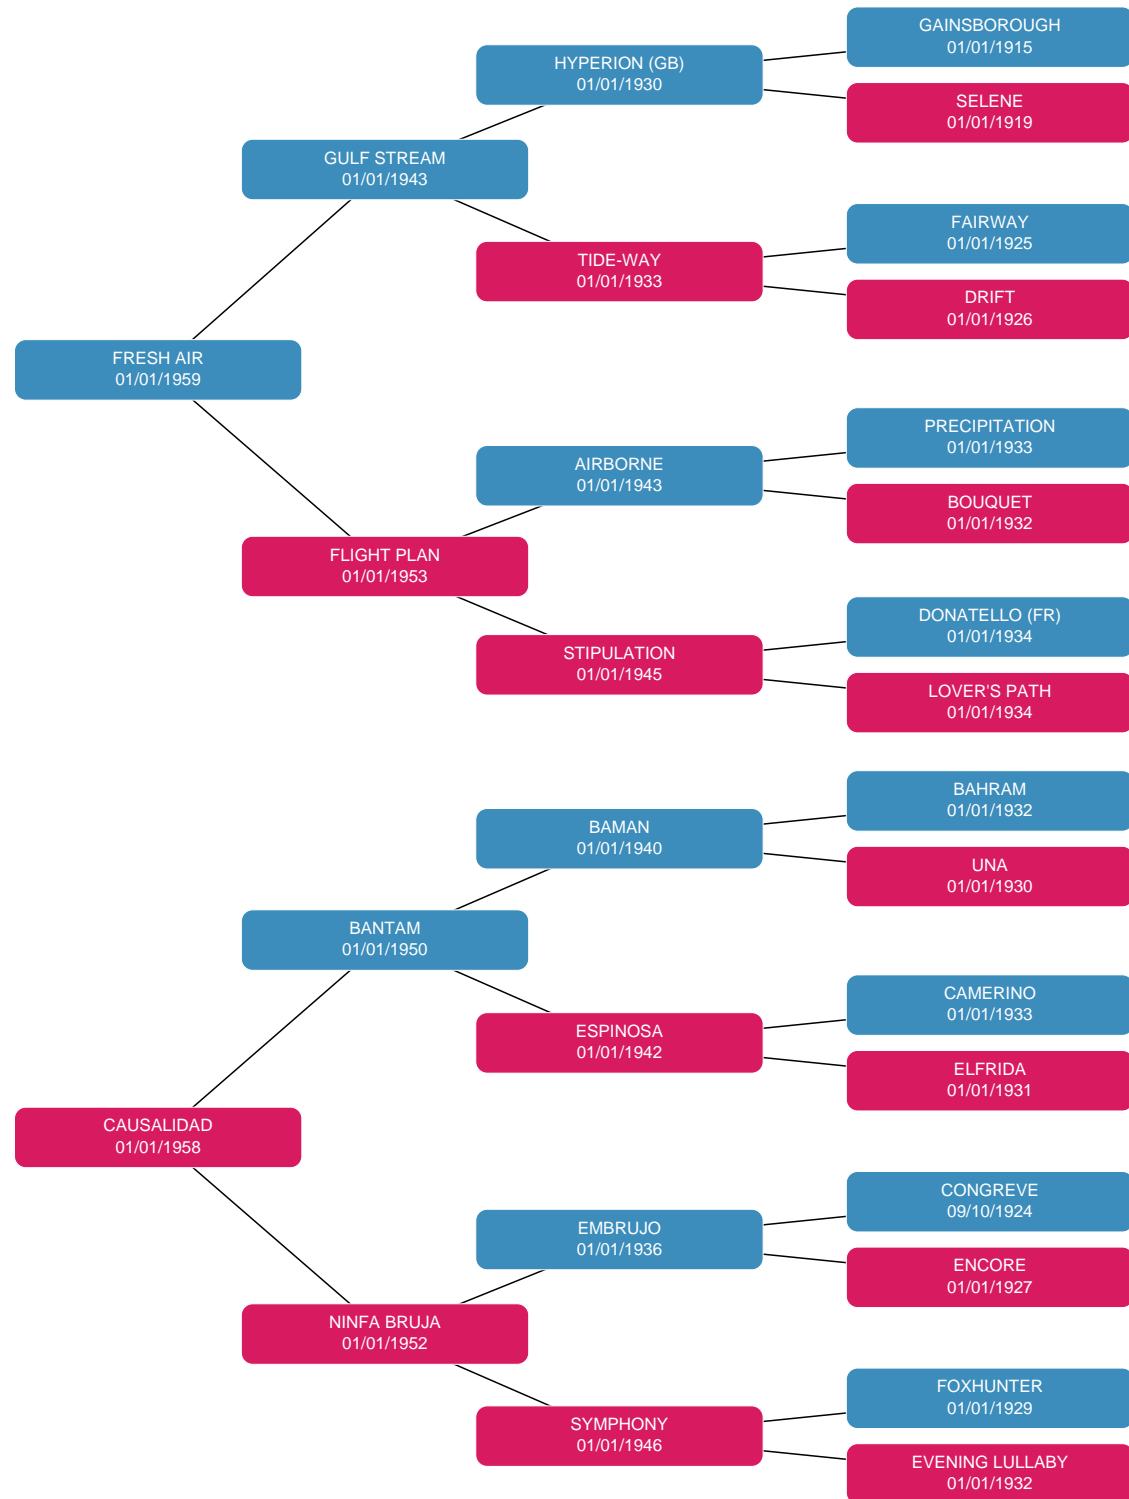 GAINSBOROUGH
01/01/1915
HYPERION (GB)
01/01/1930
SELENE
01/01/1919
GULF STREAM
01/01/1943
FAIRWAY
01/01/1925
TIDE-WAY
01/01/1933
DRIFT
01/01/1926
FRESH AIR
01/01/1959
PRECIPITATION
01/01/1933
AIRBORNE
01/01/1943
BOUQUET
01/01/1932
FLIGHT PLAN
01/01/1953
DONATELLO (FR)
01/01/1934
STIPULATION
01/01/1945
LOVER'S PATH
01/01/1934
BAHRAM
01/01/1932
BAMAN
01/01/1940
UNA
01/01/1930
BANTAM
01/01/1950
CAMERINO
01/01/1933
ESPINOSA
01/01/1942
ELFRIDA
01/01/1931
CAUSALIDAD
01/01/1958
CONGREVE
09/10/1924
EMBRUJO
01/01/1936
ENCORE
01/01/1927
NINFA BRUJA
01/01/1952
FOXHUNTER
01/01/1929
SYMPHONY
01/01/1946
EVENING LULLABY
01/01/1932